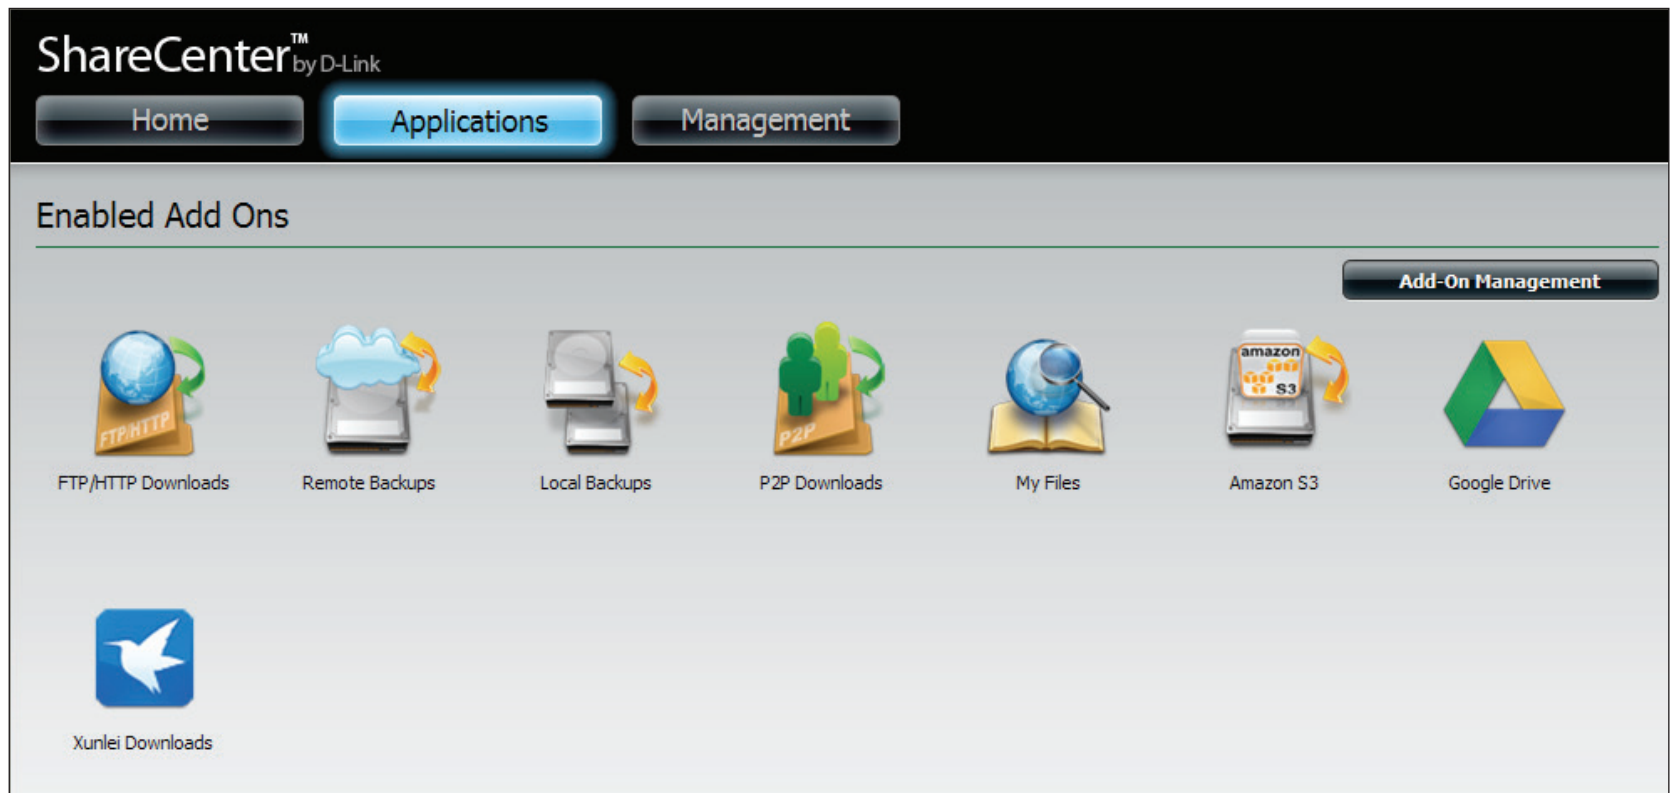 ShareCenter™ by D-Link
Home Applications Management
Enabled Add Ons
Add-On Management
FTP/HTTP
P2P
amazon
S3
FTP/HTTP Downloads Remote Backups Local Backups P2P Downloads My Files Amazon S3 Google Drive
Xunlei Downloads